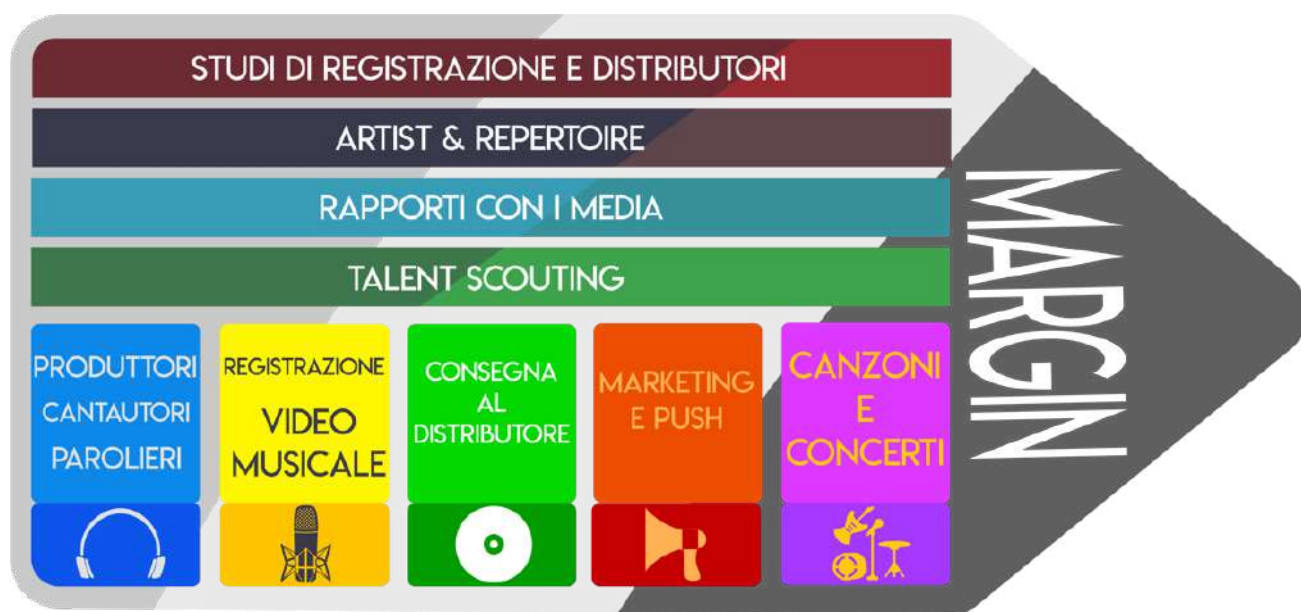 STUDI DI REGISTRAZIONE E DISTRIBUTORI
ARTIST & REPERTOIRE
RAPPORTI CON I MEDIA
TALENT SCOUTING
PRODUTTORI
CANTAUTORI
PAROLIERI
REGISTRAZIONE
VIDEO
MUSICALE
CONSEGNA
AL
DISTRIBUTORE
MARKETING
E PUSH
CANZONI
E
CONCERTI
MARGIN